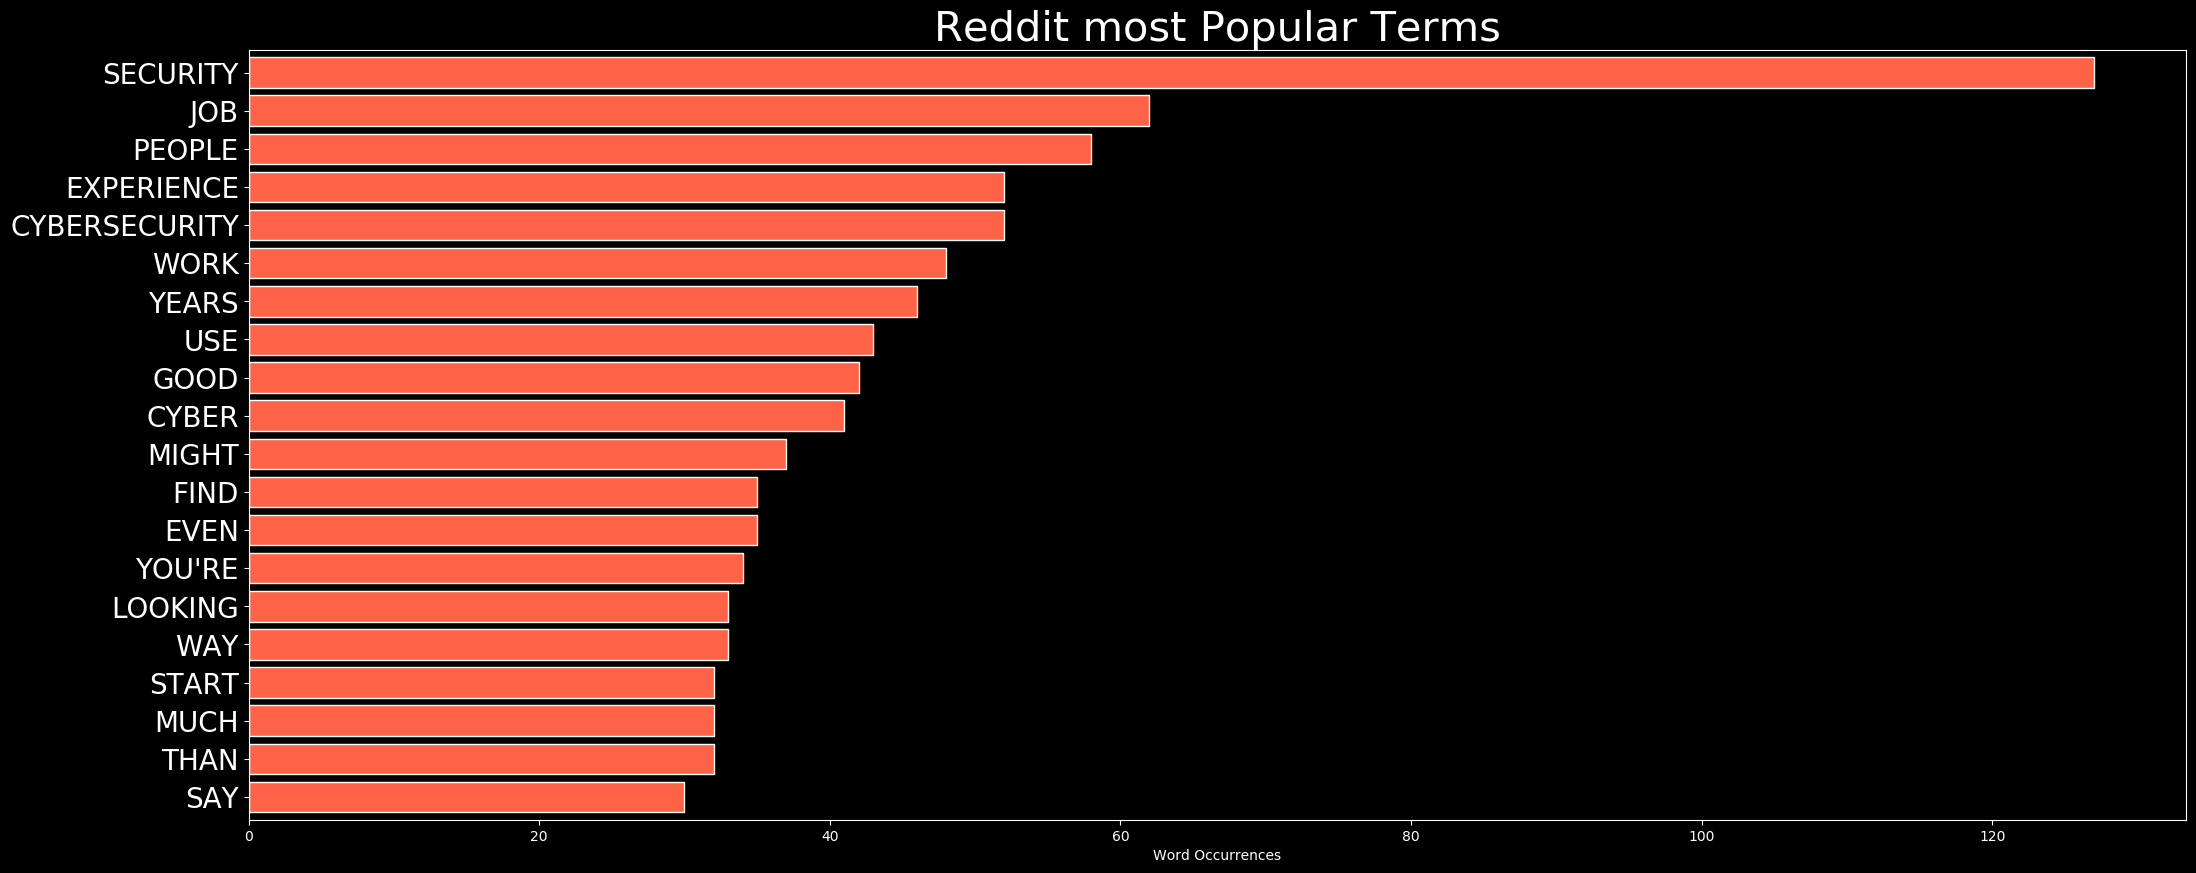 Reddit most Popular Terms
SECURITY
JOB
PEOPLE
EXPERIENCE
CYBERSECURITY
WORK
YEARS
USE
GOOD
CYBER
MIGHT
FIND
EVEN
YOU'RE
LOOKING
WAY
START
MUCH
THAN
SAY
0 20 40 60 80 100 120
Word Occurrences